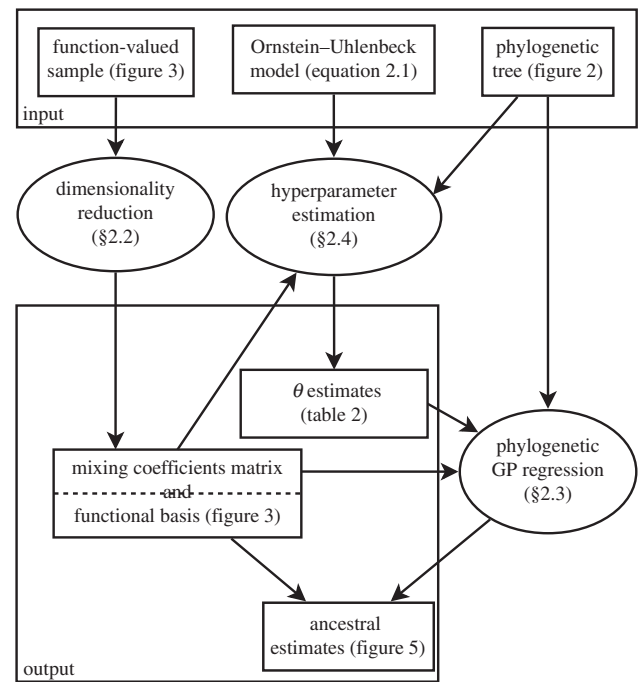 function-valued
sample (figure 3)
Ornstein–Uhlenbeck
model (equation 2.1)
phylogenetic
tree (figure 2)
input
dimensionality
reduction
(§2.2)
hyperparameter
estimation
(§2.4)
θ estimates
(table 2)
mixing coefficients matrix
and
functional basis (figure 3)
phylogenetic
GP regression
(§2.3)
ancestral
estimates (figure 5)
output